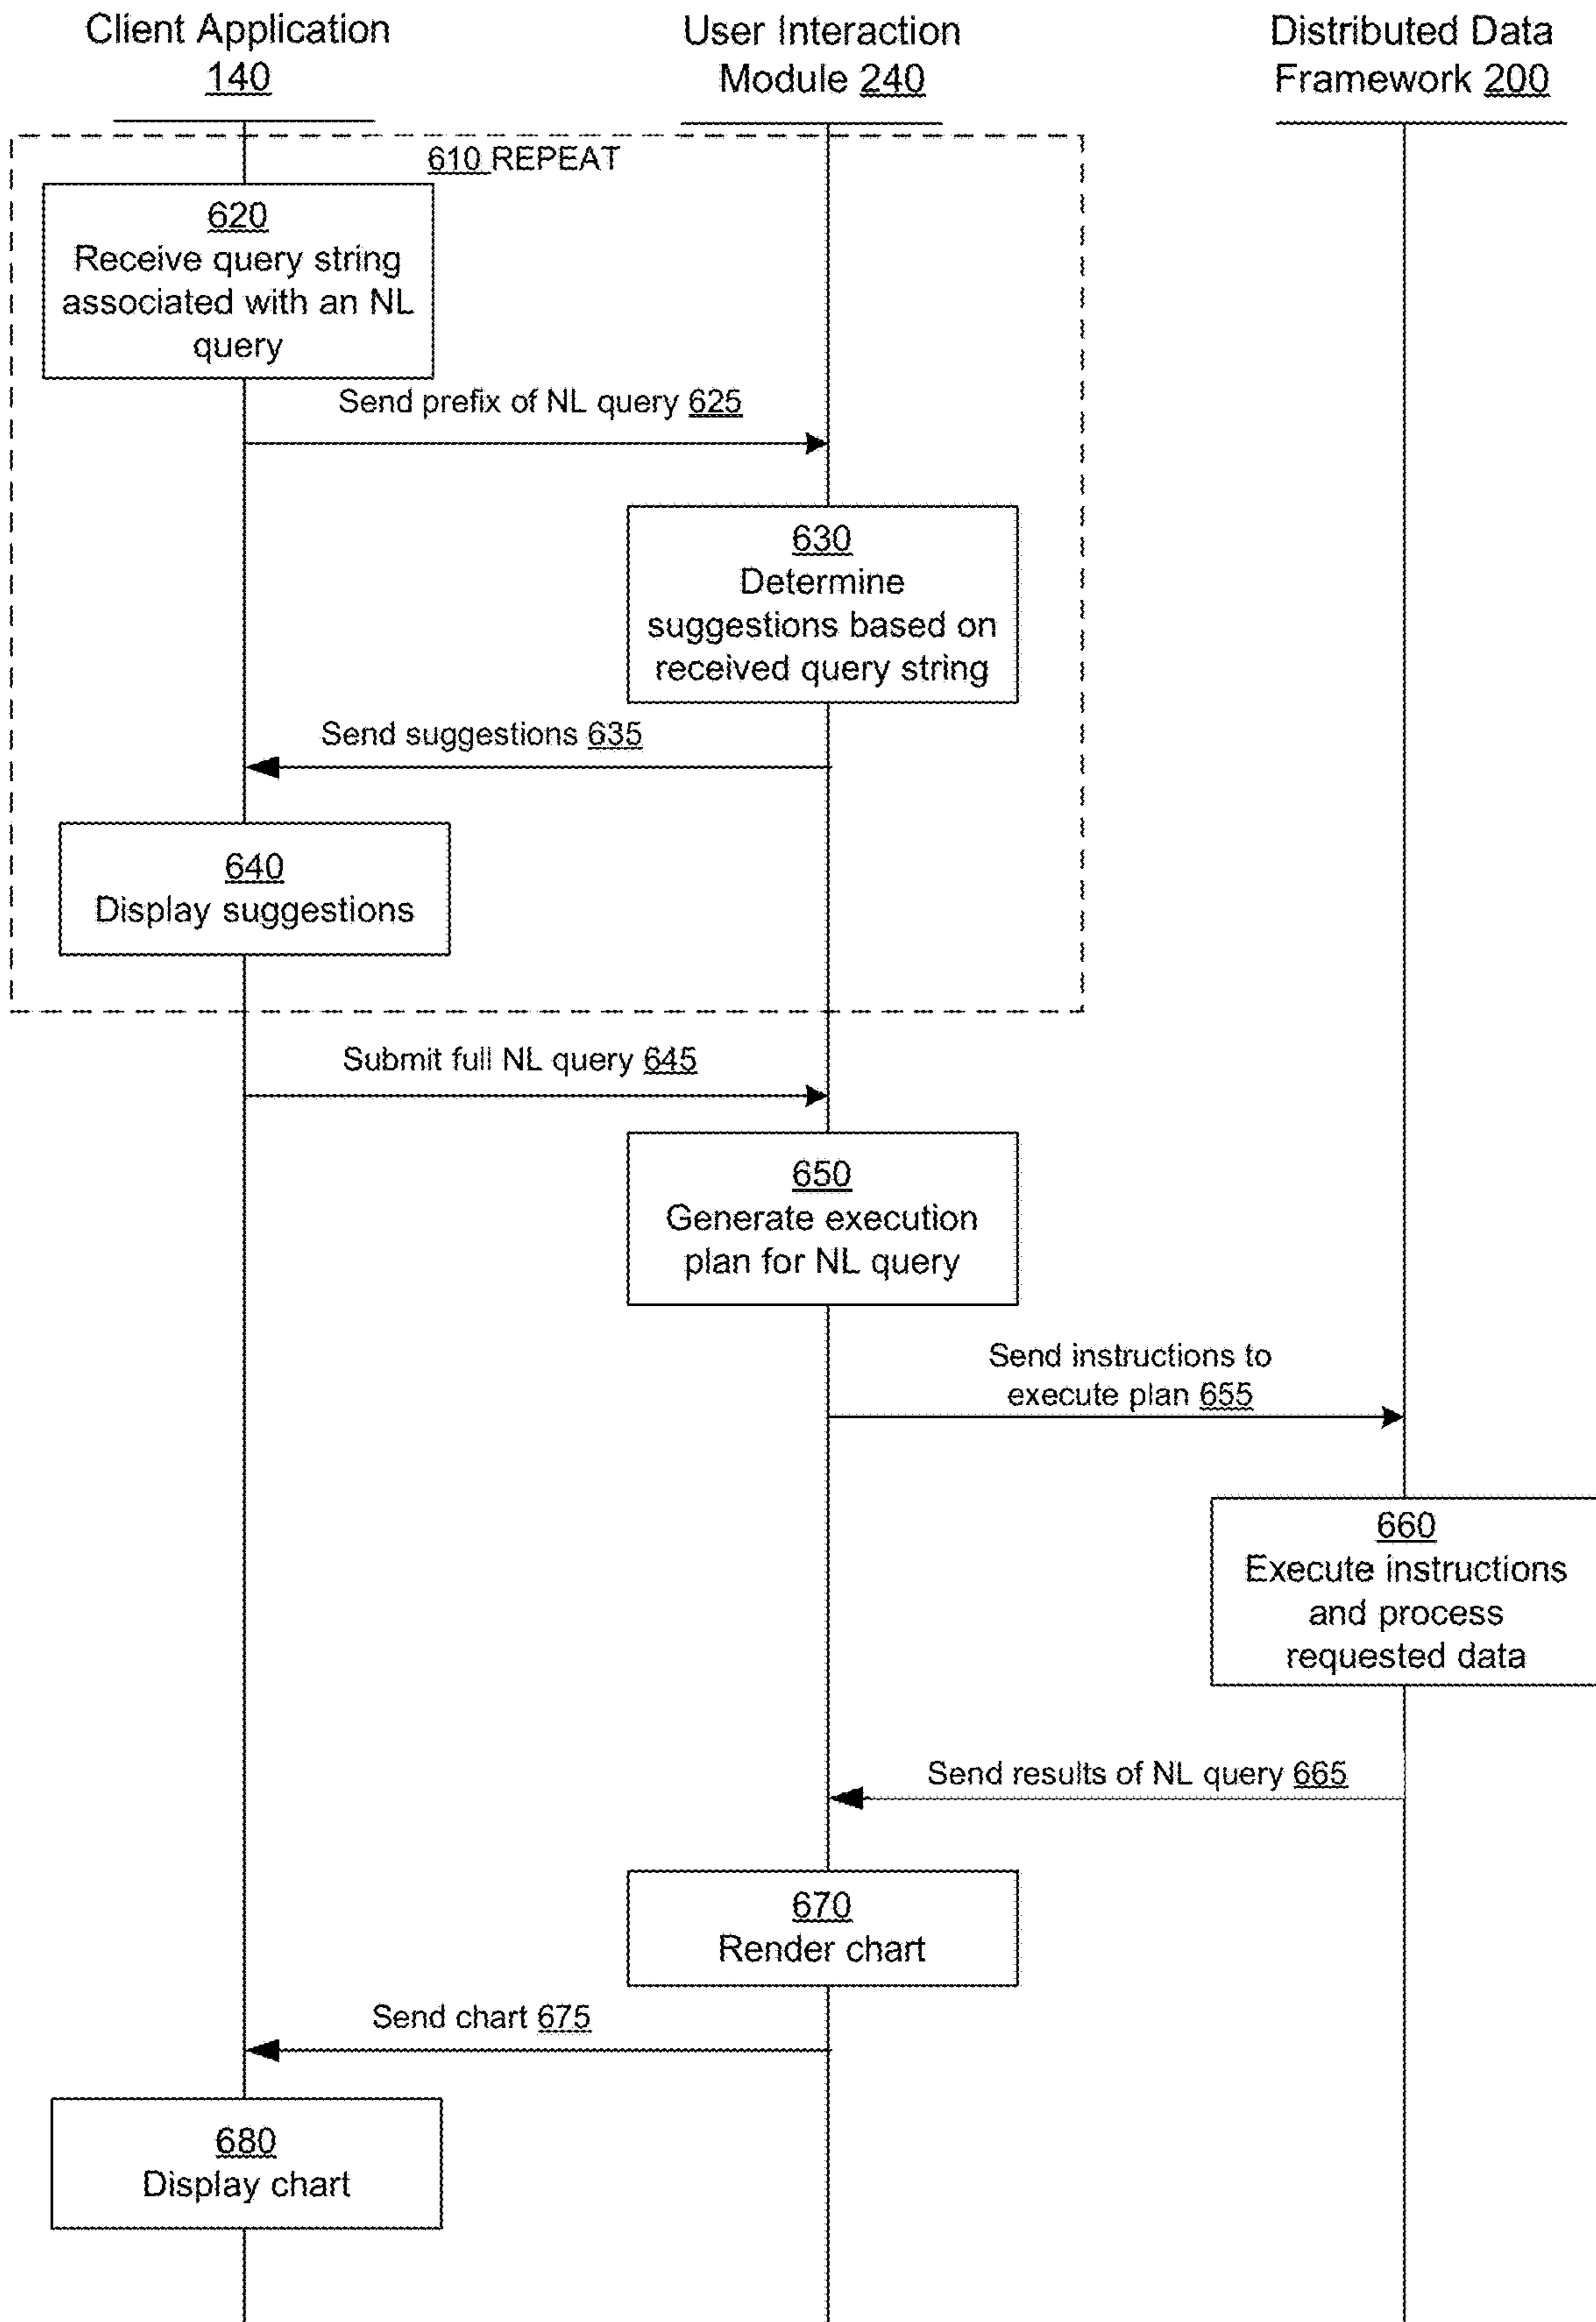 Client Application
140
User Interaction
Module 240
Distributed Data
Framework 200
610 REPEAT
620
Receive query string
associated with an NL
query
Send prefix of NL query 625
630
Determine
suggestions based on
received query string
Send suggestions 635
640
Display suggestions
Submit full NL query 645
650
Generate execution
plan for NL query
Send instructions to
execute plan 655
660
Execute instructions
and process
requested data
Send results of NL query 665
670
Render chart
Send chart 675
680
Display chart